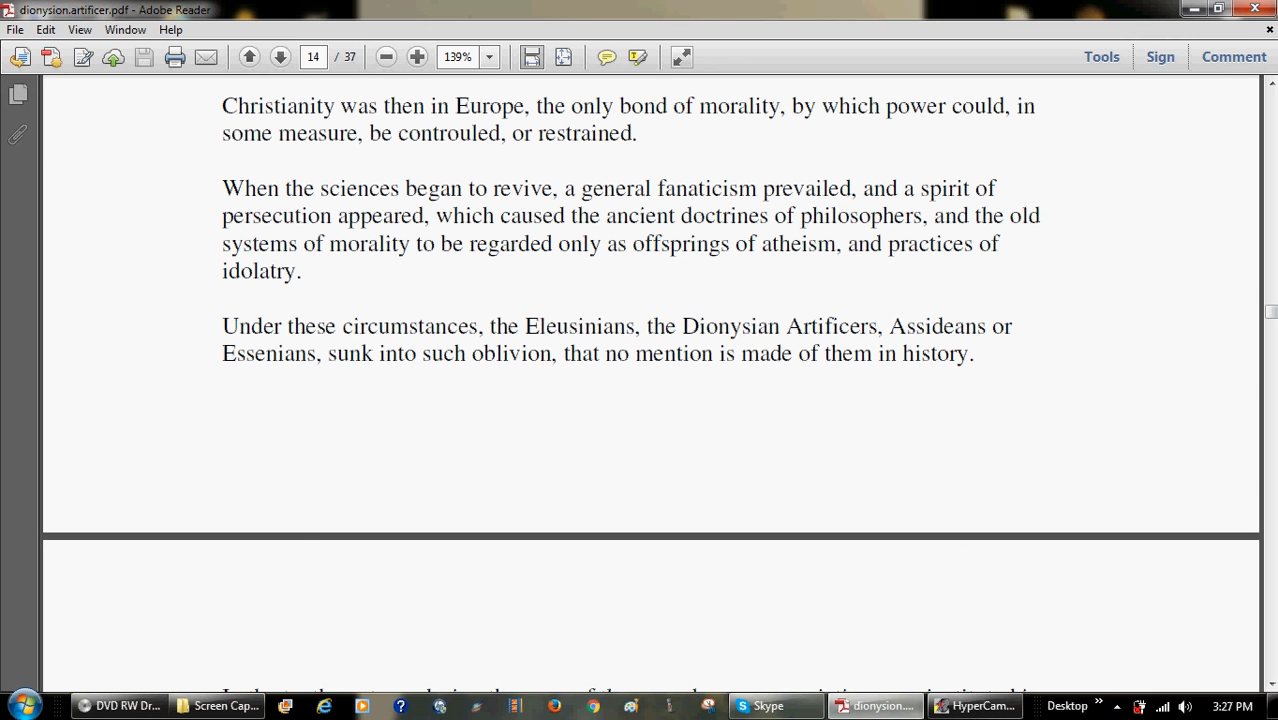 dionysion.artificer.pdf - Adobe Reader
File Edit View Window Help
14 / 37 139% Tools Sign Comment
Christianity was then in Europe, the only bond of morality, by which power could, in
some measure, be controuled, or restrained.
When the sciences began to revive, a general fanaticism prevailed, and a spirit of
persecution appeared, which caused the ancient doctrines of philosophers, and the old
systems of morality to be regarded only as offsprings of atheism, and practices of
idolatry.
Under these circumstances, the Eleusinians, the Dionysian Artificers, Assideans or
Essenians, sunk into such oblivion, that no mention is made of them in history.
DVD RW Dr... Screen Cap... Skype dionysion.... HyperCam... Desktop 3:27 PM